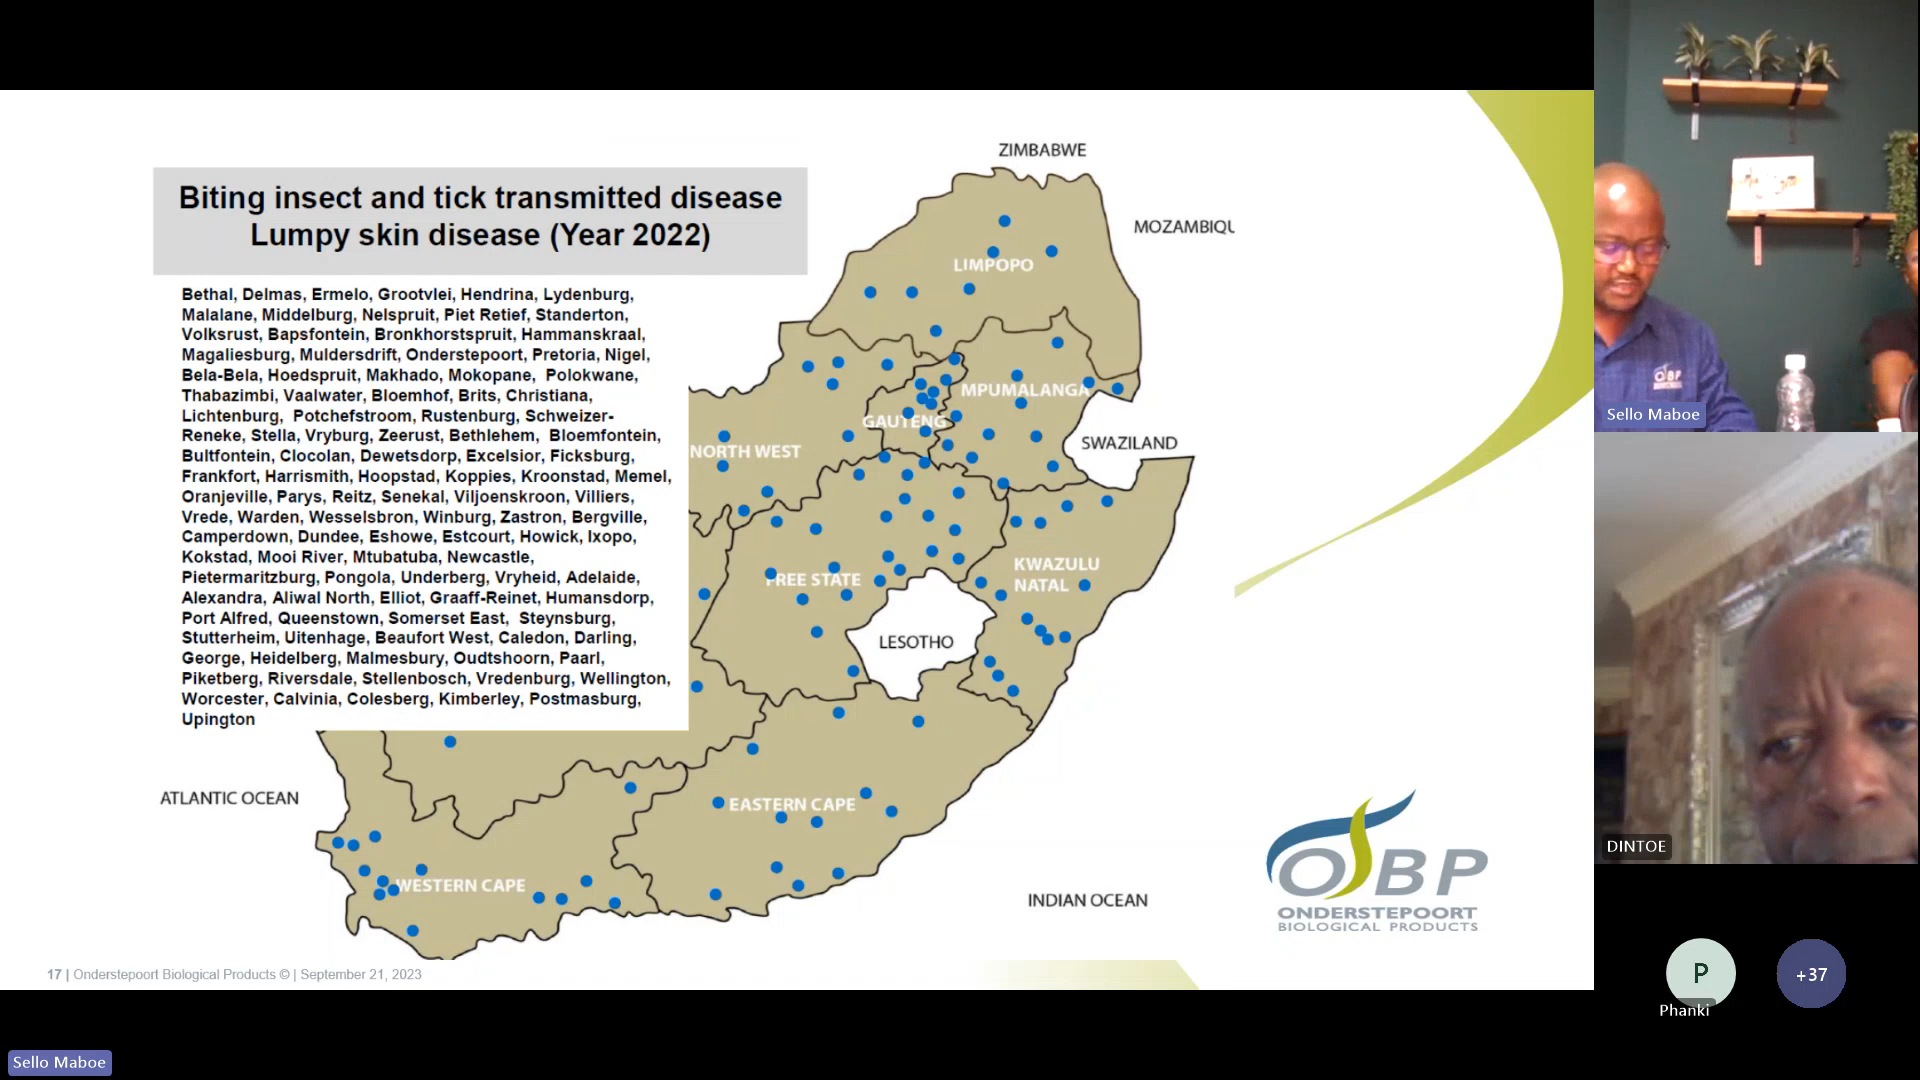 ZIMBABWE
Biting insect and tick transmitted disease
Lumpy skin disease (Year 2022)
MOZAMBIQU
LIMPOPO
Bethal, Delmas, Ermelo, Grootvlei, Hendrina, Lydenburg,
Malalane, Middelburg, Nelspruit, Piet Retief, Standerton,
Volksrust, Bapsfontein, Bronkhorstspruit, Hammanskraal,
Magaliesburg, Muldersdrift, Onderstepoort, Pretoria, Nigel,
Bela-Bela, Hoedspruit, Makhado, Mokopane, Polokwane,
Thabazimbi, Vaalwater, Bloemhof, Brits, Christiana,
Lichtenburg, Potchefstroom, Rustenburg, Schweizer-
Reneke, Stella, Vryburg, Zeerust, Bethlehem, Bloemfontein,
Bultfontein, Clocolan, Dewetsdorp, Excelsior, Ficksburg,
Frankfort, Harrismith, Hoopstad, Koppies, Kroonstad, Memel,
Oranjeville, Parys, Reitz, Senekal, Viljoenskroon, Villiers,
Vrede, Warden, Wesselsbron, Winburg, Zastron, Bergville,
Camperdown, Dundee, Eshowe, Estcourt, Howick, Ixopo,
Kokstad, Mooi River, Mtubatuba, Newcastle,
Pietermaritzburg, Pongola, Underberg, Vryheid, Adelaide,
Alexandra, Aliwal North, Elliot, Graaff-Reinet, Humansdorp,
Port Alfred, Queenstown, Somerset East, Steynsburg,
Stutterheim, Uitenhage, Beaufort West, Caledon, Darling,
George, Heidelberg, Malmesbury, Oudtshoorn, Paarl,
Piketberg, Riversdale, Stellenbosch, Vredenburg, Wellington,
Worcester, Calvinia, Colesberg, Kimberley, Postmasburg,
Upington
MPUMALANGA
GAUTENG
SWAZILAND
NORTH WEST
KWAZULU
NATAL
FREE STATE
LESOTHO
ATLANTIC OCEAN
EASTERN CAPE
WESTERN CAPE
INDIAN OCEAN
OBP
ONDERSTEPOORT
BIOLOGICAL PRODUCTS
17 | Onderstepoort Biological Products © | September 21, 2023
OBP
Sello Maboe
DINTOE
P
Phanki
+37
Sello Maboe